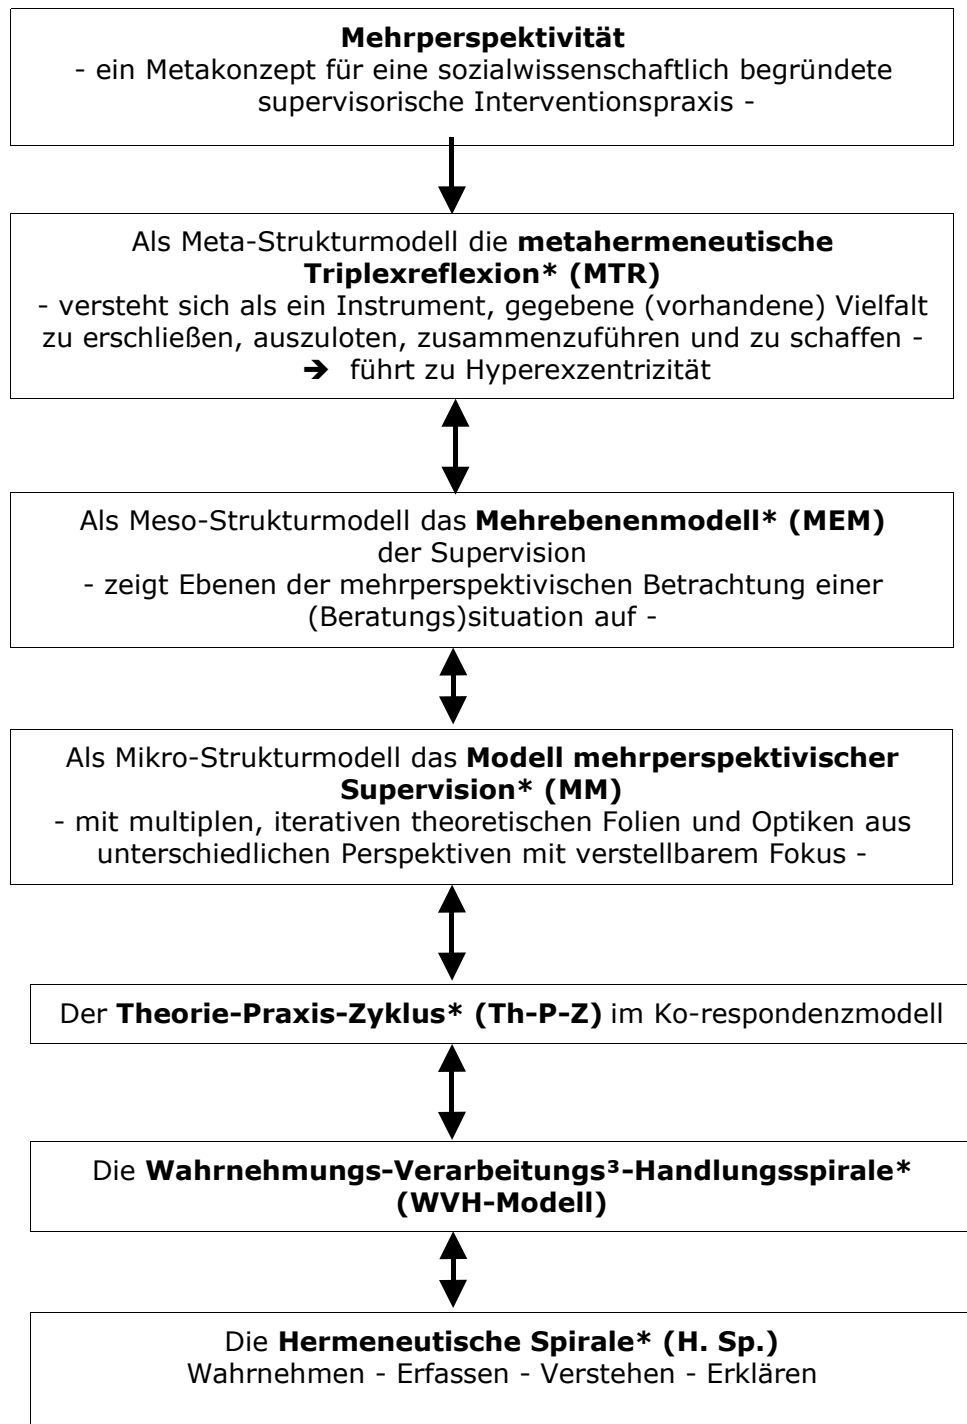 Mehrperspektivität
- ein Metakonzept für eine sozialwissenschaftlich begründete
supervisorische Interventionspraxis -
Als Meta-Strukturmodell die metahermeneutische
Triplexreflexion* (MTR)
- versteht sich als ein Instrument, gegebene (vorhandene) Vielfalt
zu erschließen, auszuloten, zusammenzuführen und zu schaffen -
➔ führt zu Hyperexzentrizität
Als Meso-Strukturmodell das Mehrebenenmodell* (MEM)
der Supervision
- zeigt Ebenen der mehrperspektivischen Betrachtung einer
(Beratungs)situation auf -
Als Mikro-Strukturmodell das Modell mehrperspektivischer
Supervision* (MM)
- mit multiplen, iterativen theoretischen Folien und Optiken aus
unterschiedlichen Perspektiven mit verstellbarem Fokus -
Der Theorie-Praxis-Zyklus* (Th-P-Z) im Ko-respondenzmodell
Die Wahrnehmungs-Verarbeitungs³-Handlungsspirale*
(WVH-Modell)
Die Hermeneutische Spirale* (H. Sp.)
Wahrnehmen - Erfassen - Verstehen - Erklären